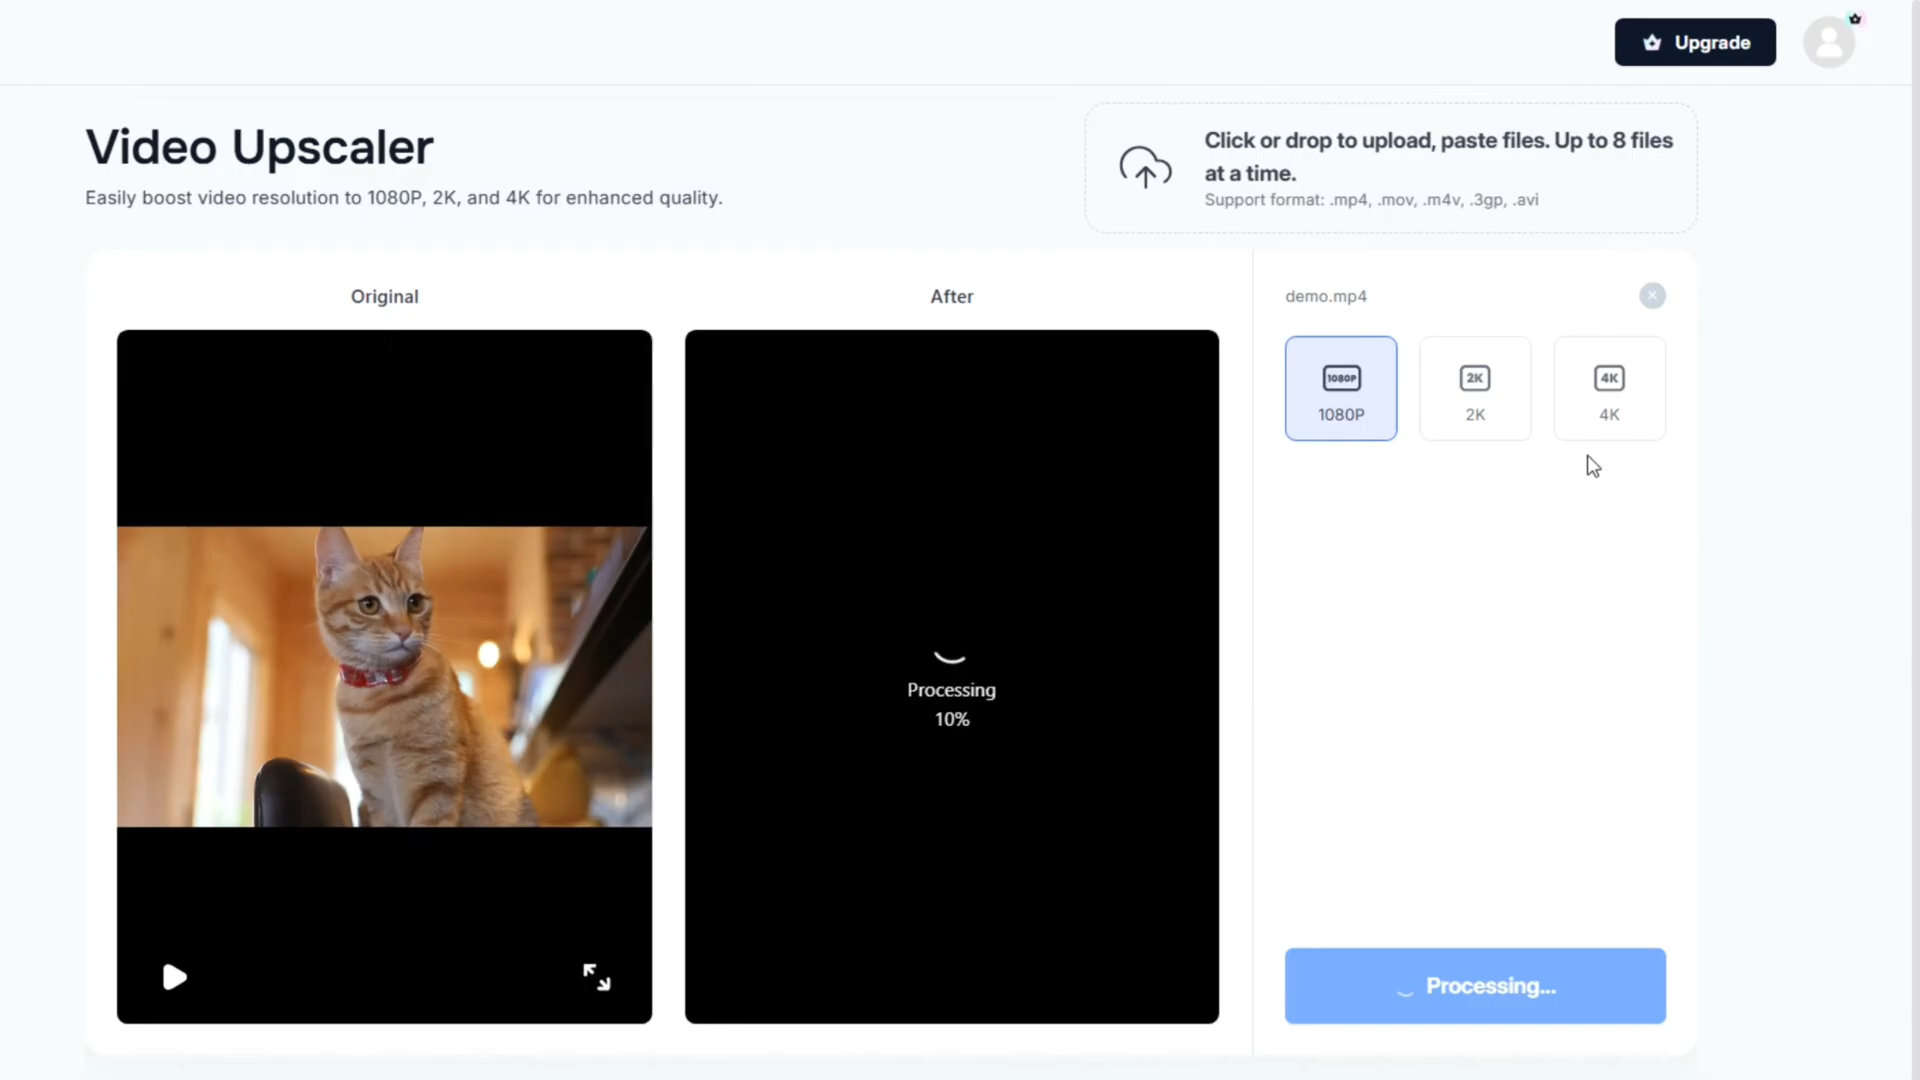 Upgrade
Video Upscaler
Easily boost video resolution to 1080P, 2K, and 4K for enhanced quality.
Click or drop to upload, paste files. Up to 8 files
at a time.
Support format: .mp4, .mov, .m4v, .3gp, .avi
Original
After
demo.mp4
1080P
2K
4K
1080P
2K
4K
Processing
10%
Processing...